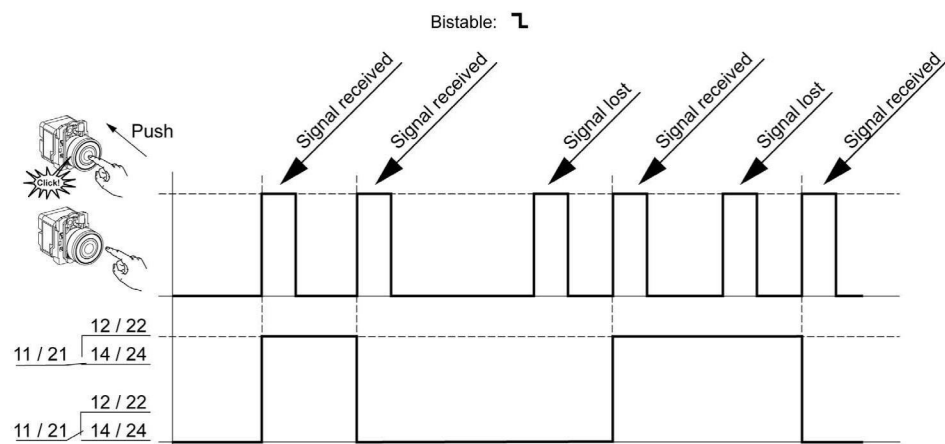 Bistable:
Signal received
Signal received
Signal lost
Signal received
Signal lost
Signal received
Push
Click!
12 / 22
11 / 21 14 / 24
12 / 22
11 / 21 14 / 24